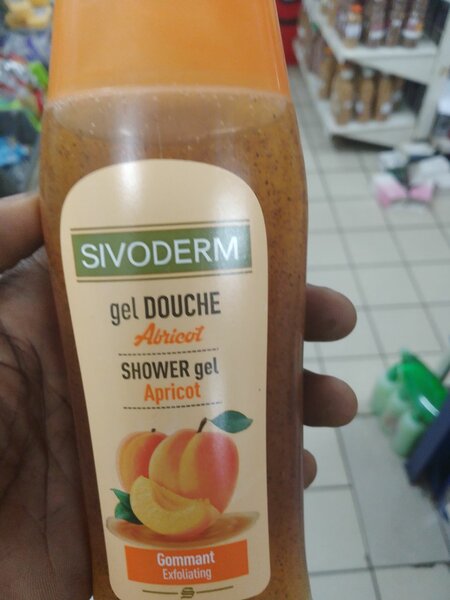 SIVODERM
gel DOUCHE
Abricot
SHOWER gel
Apricot
Gommant
Exfoliating